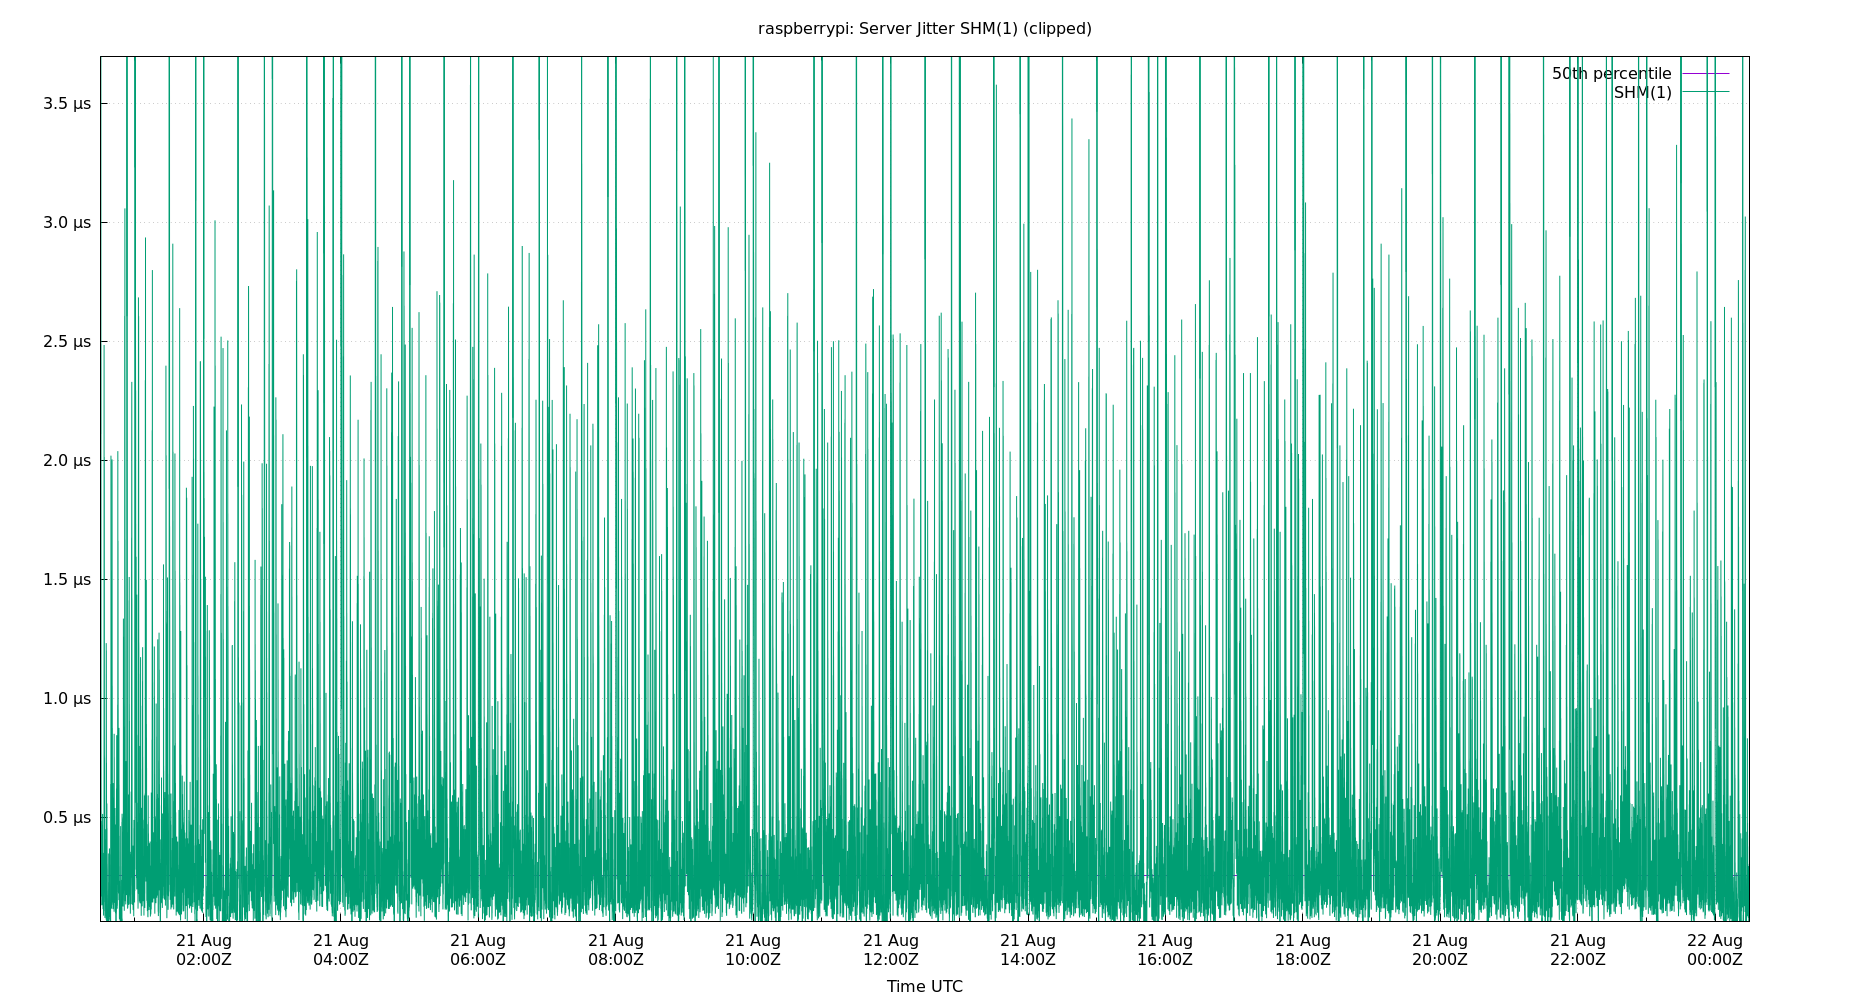 raspberrypi: Server Jitter SHM(1) (clipped)
50th percentile
SHM(1)
3.5 µs
3.0 µs
2.5 µs
2.0 µs
1.5 µs
1.0 µs
0.5 µs
21 Aug 21 Aug 21 Aug 21 Aug 21 Aug 21 Aug 21 Aug 21 Aug 21 Aug 21 Aug 21 Aug 22 Aug
02:00Z 04:00Z 06:00Z 08:00Z 10:00Z 12:00Z 14:00Z 16:00Z 18:00Z 20:00Z 22:00Z 00:00Z
Time UTC